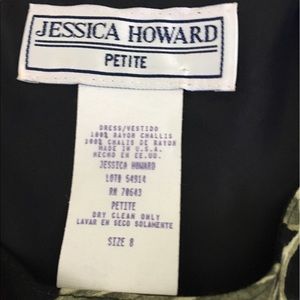 JESSICA HOWARD
PETITE
DRESS/VESTIDO
100% RAYON CHALLIS
100% CHALIS DE RAYON
MADE IN U.S.A.
HECHO EN EE.UU.
JESSICA HOWARD
LOT# 54914
RN 70643
PETITE
DRY CLEAN ONLY
LAVAR EN SECO SOLAMENTE
SIZE 8